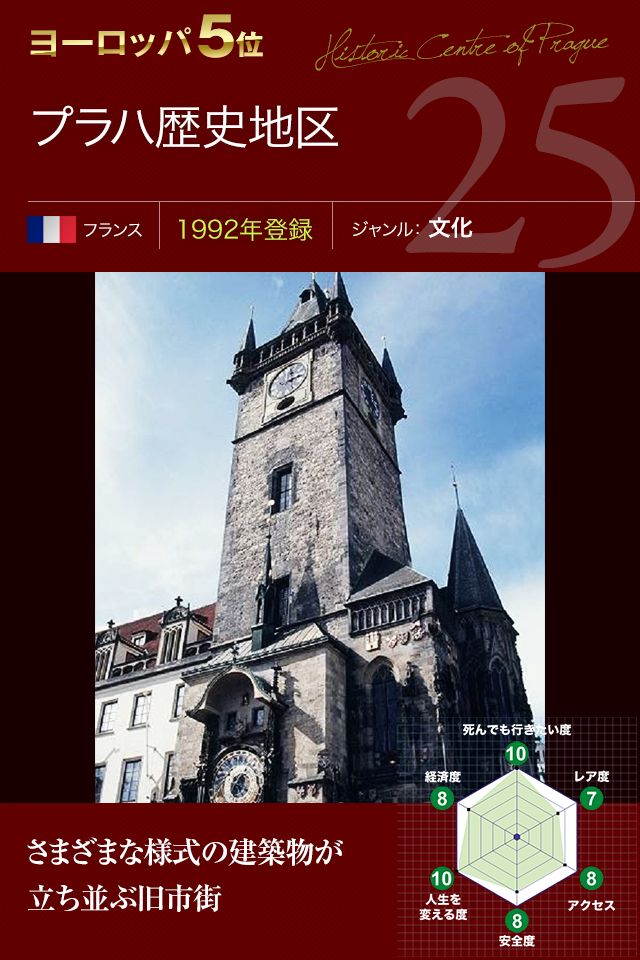 ヨーロッパ5位
Historic Centre of Prague
25
プラハ歴史地区
フランス
1992年登録
ジャンル：文化
死んでも行きたい度
10
経済度
8
レア度
7
10
人生を
変える度
8
アクセス
8
安全度
さまざまな様式の建築物が
立ち並ぶ旧市街